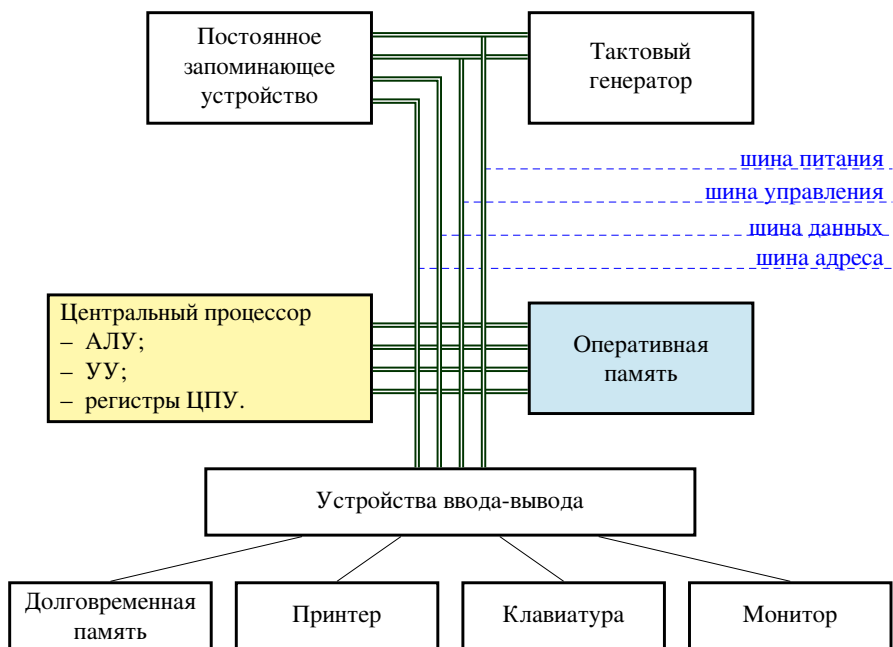 Постоянное
запоминающее
устройство
Тактовый
генератор
шина питания
шина управления
шина данных
шина адреса
Центральный процессор
– АЛУ;
– УУ;
– регистры ЦПУ.
Оперативная
память
Устройства ввода-вывода
Долговременная
память
Принтер
Клавиатура
Монитор